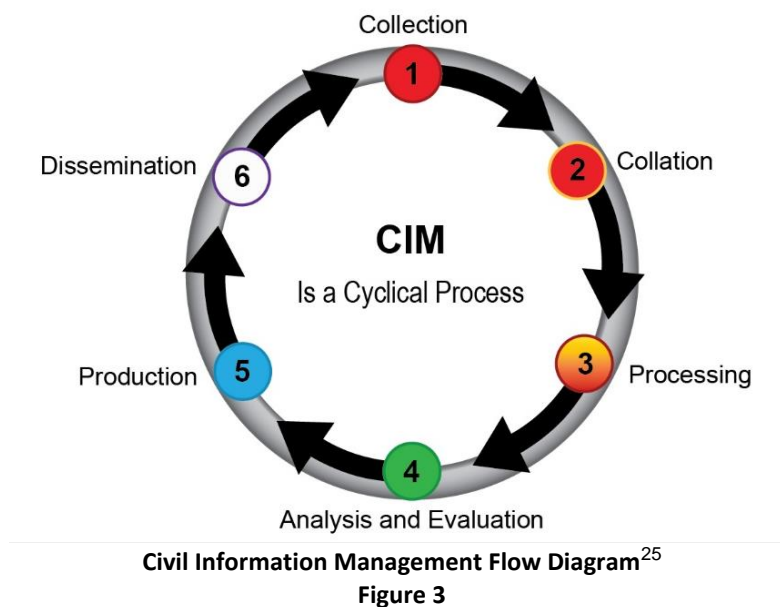 Collection
1
2
Collation
Dissemination
6
CIM
Is a Cyclical Process
Production
5
3
Processing
4
Analysis and Evaluation
Civil Information Management Flow Diagram25
Figure 3